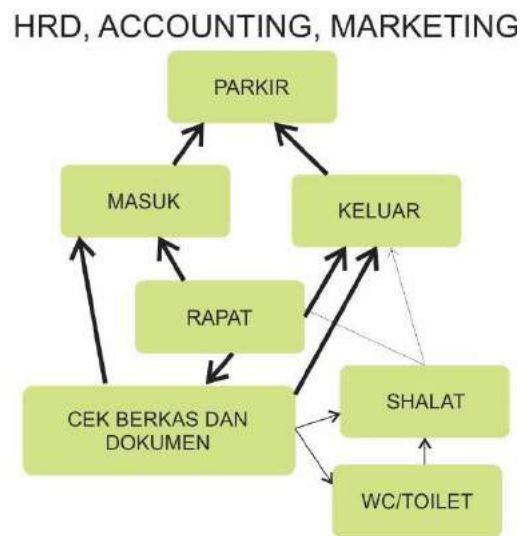 HRD, ACCOUNTING, MARKETING
PARKIR
MASUK
KELUAR
RAPAT
CEK BERKAS DAN
DOKUMEN
SHALAT
WC/TOILET